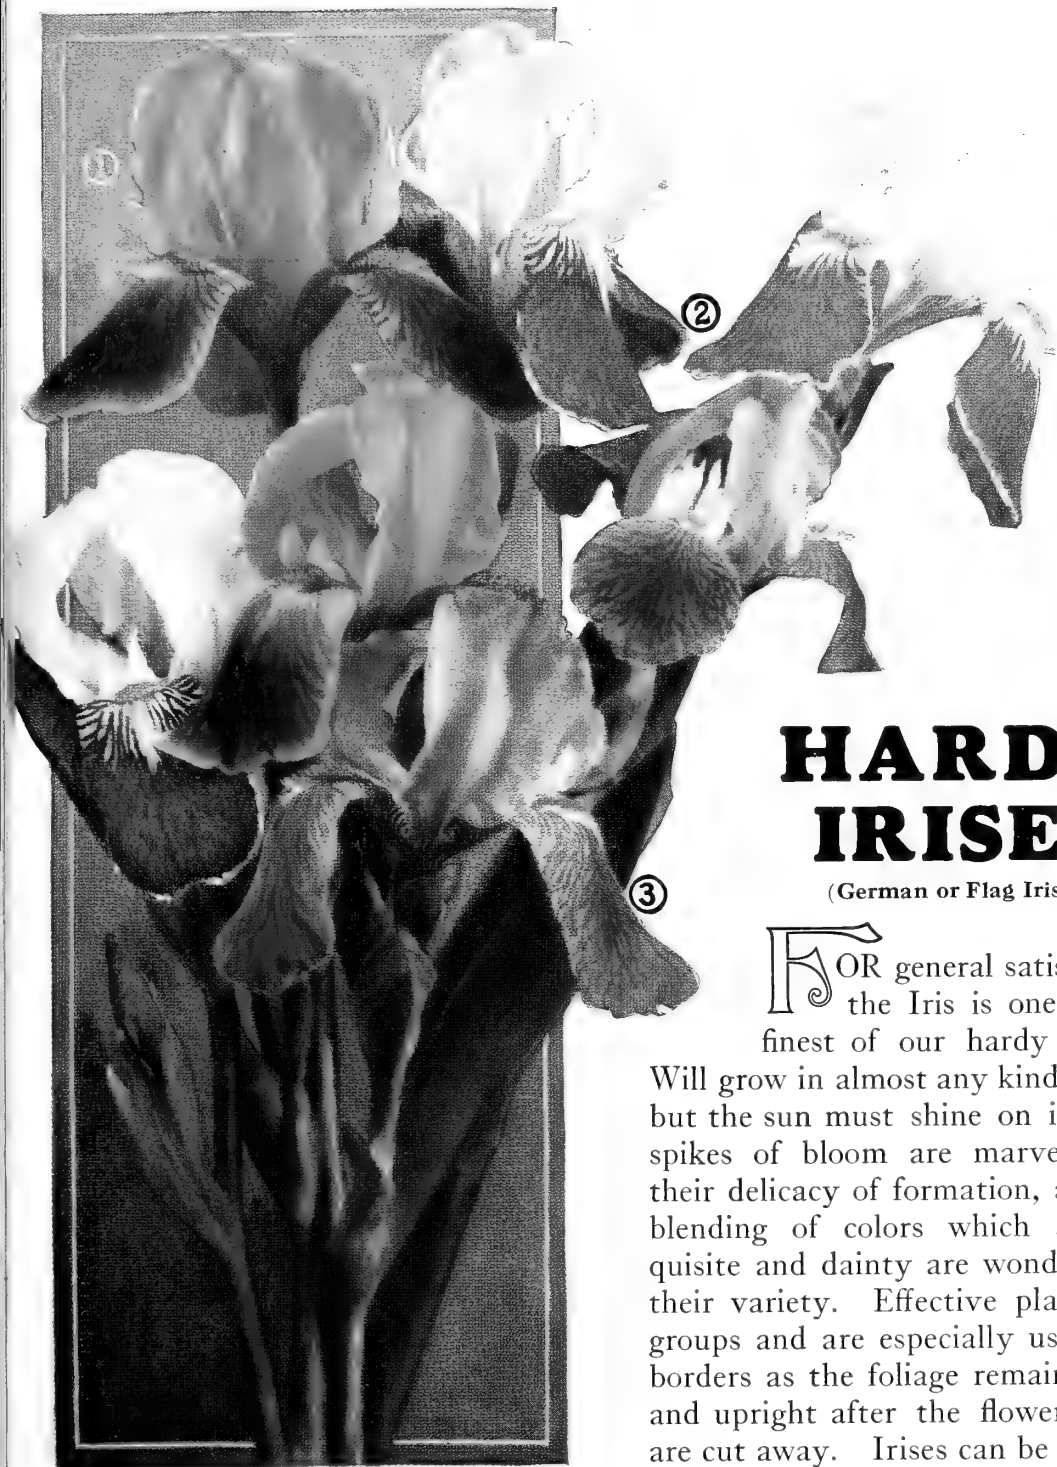 ①
②
HARD
IRISE
③
(German or Flag Iris
FOR general satis
the Iris is one
finest of our hardy
Will grow in almost any kind
but the sun must shine on i
spikes of bloom are marve
their delicacy of formation, a
blending of colors which
quisite and dainty are wond
their variety. Effective pla
groups and are especially us
borders as the foliage remain
and upright after the flower
are cut away. Irises can be